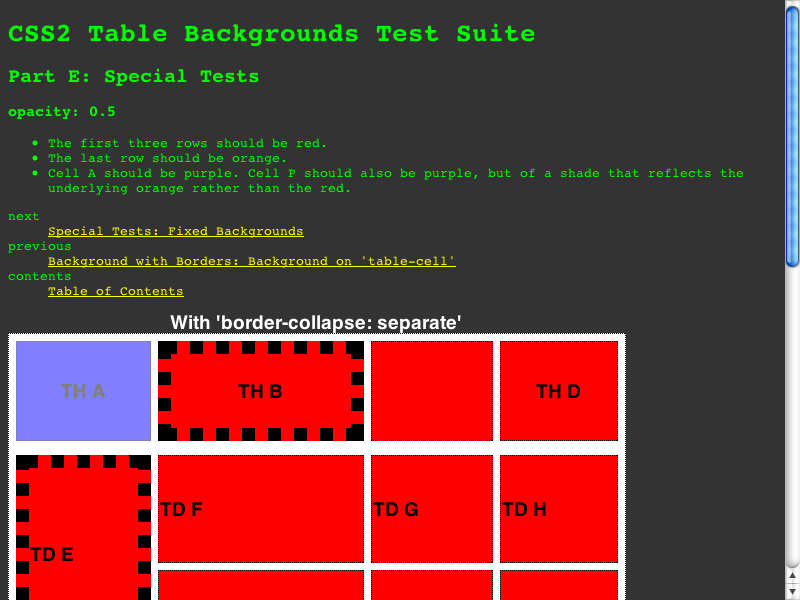 CSS2 Table Backgrounds Test Suite
Part E: Special Tests
opacity: 0.5
The first three rows should be red.
The last row should be orange.
Cell A should be purple. Cell P should also be purple, but of a shade that reflects the
underlying orange rather than the red.
next
Special Tests: Fixed Backgrounds
previous
Background with Borders: Background on 'table-cell'
contents
Table of Contents
With 'border-collapse: separate'
TH A TH B TH D
TD F TD G TD H
TD E